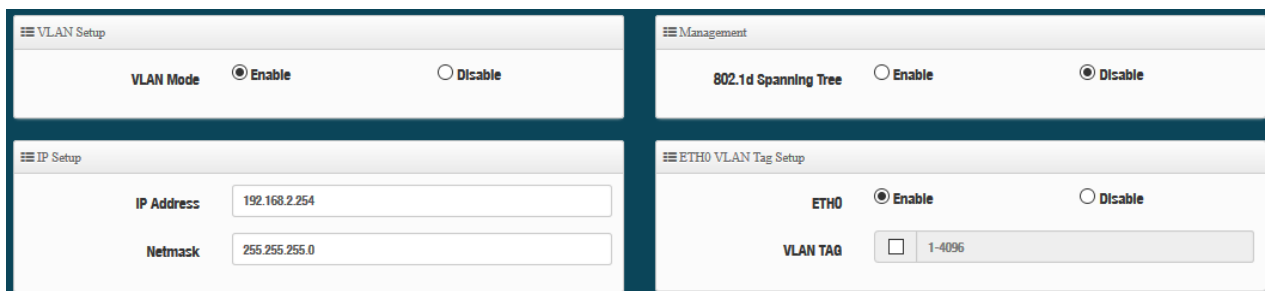 VLAN Setup
VLAN Mode Enable Disable
Management
802.1d Spanning Tree Enable Disable
IP Setup
IP Address 192.168.2.254
Netmask 255.255.255.0
ETH0 VLAN Tag Setup
ETH0 Enable Disable
VLAN TAG 1-4096